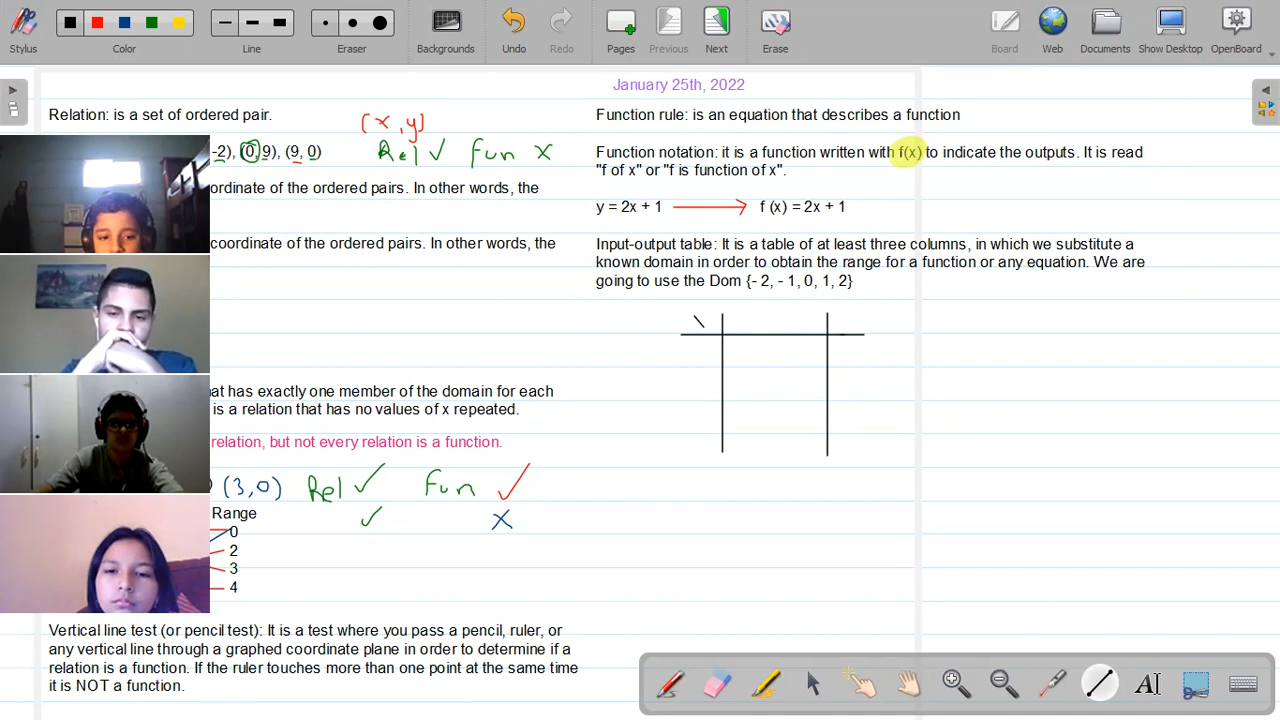 Stylus
Color
Line
Eraser
Backgrounds
Undo
Redo
Pages
Previous
Next
Erase
Board
Web
Documents
Show Desktop
OpenBoard
January 25th, 2022
Relation: is a set of ordered pair.
(x, y)
-2), (0, 9), (9, 0)
Rel ✓ Fun x
ordinate of the ordered pairs. In other words, the
coordinate of the ordered pairs. In other words, the
hat has exactly one member of the domain for each
is a relation that has no values of x repeated.
relation, but not every relation is a function.
(3,0) Rel ✓ Fun ✓
Range
✓ x
0
2
3
4
Vertical line test (or pencil test): It is a test where you pass a pencil, ruler, or
any vertical line through a graphed coordinate plane in order to determine if a
relation is a function. If the ruler touches more than one point at the same time
it is NOT a function.
Function rule: is an equation that describes a function
Function notation: it is a function written with f(x) to indicate the outputs. It is read
"f of x" or "f is function of x".
y = 2x + 1 → f (x) = 2x + 1
Input-output table: It is a table of at least three columns, in which we substitute a
known domain in order to obtain the range for a function or any equation. We are
going to use the Dom {- 2, - 1, 0, 1, 2}